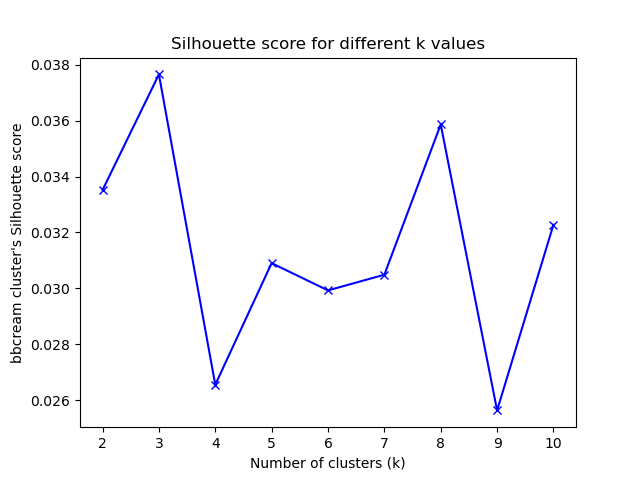 Silhouette score for different k values
0.038
0.036
0.034
0.032
0.030
0.028
0.026
bbcream cluster's Silhouette score
2 3 4 5 6 7 8 9 10
Number of clusters (k)